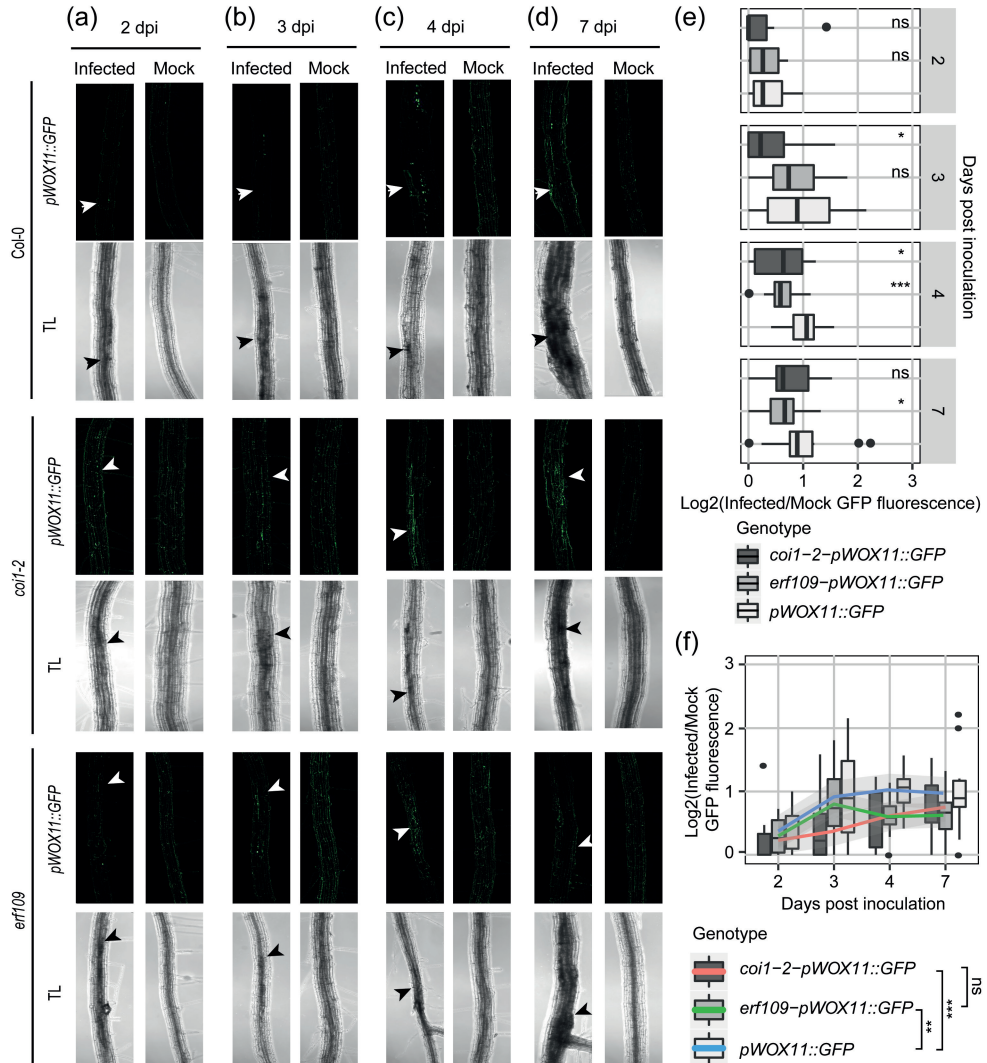 (a)
(b)
(c)
(d)
2 dpi
3 dpi
4 dpi
7 dpi
Infected
Mock
Infected
Mock
Infected
Mock
Infected
Mock
Col-0
pWOX11::GFP
TL
coi1-2
pWOX11::GFP
TL
erf109
pWOX11::GFP
TL
(e)
ns
ns
2
*
ns
3
*
***
4
ns
*
7
Days post inoculation
0 1 2 3
Log2(Infected/Mock GFP fluorescence)
Genotype
coi1−2−pWOX11::GFP
erf109−pWOX11::GFP
pWOX11::GFP
(f)
Log2(Infected/Mock
GFP fluorescence)
3
2
1
0
2 3 4 7
Days post inoculation
Genotype
coi1−2−pWOX11::GFP
erf109−pWOX11::GFP
pWOX11::GFP
**
***
ns